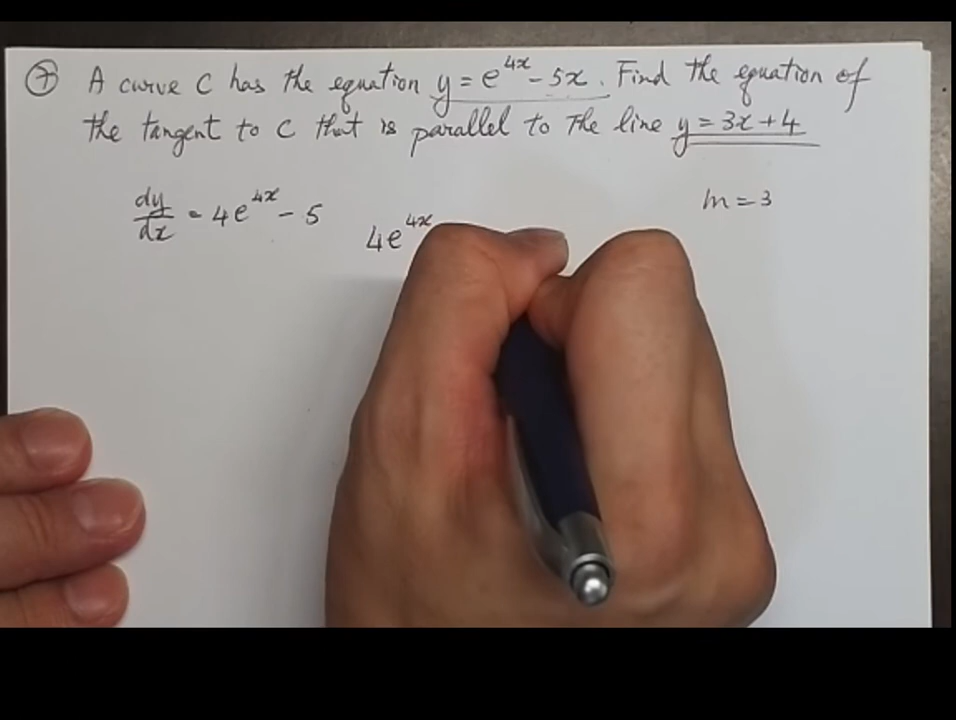 ⑦ A curve C has the equation y = e^{4x} - 5x. Find the equation of
the tangent to C that is parallel to the line y = 3x + 4
dy/dx = 4e^{4x} - 5
4e^{4x}
m = 3